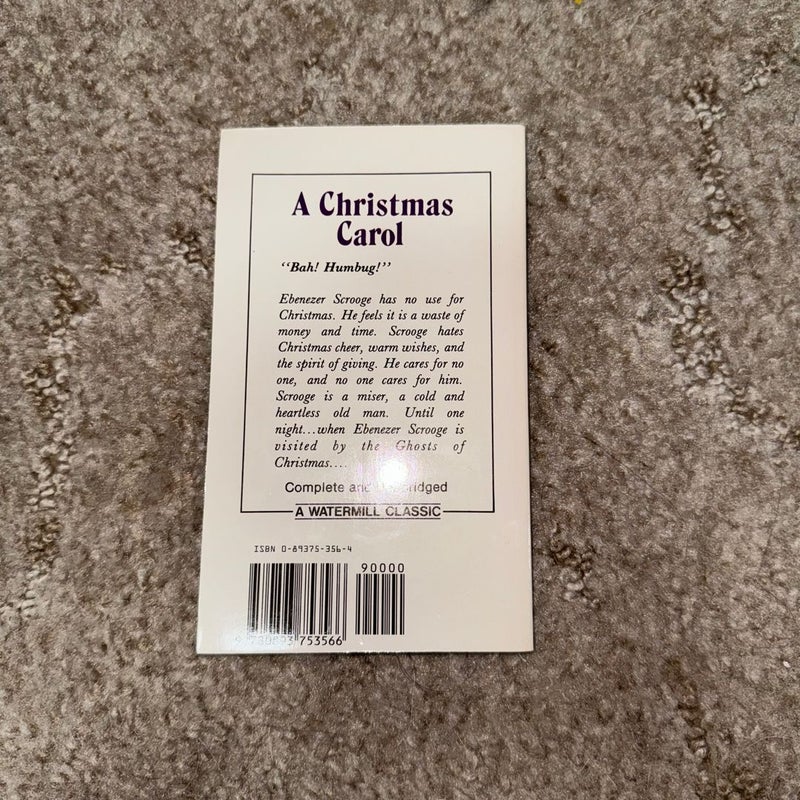 A Christmas
Carol
“Bah! Humbug!”
Ebenezer Scrooge has no use for
Christmas. He feels it is a waste of
money and time. Scrooge hates
Christmas cheer, warm wishes, and
the spirit of giving. He cares for no
one, and no one cares for him.
Scrooge is a miser, a cold and
heartless old man. Until one
night...when Ebenezer Scrooge is
visited by the Ghosts of
Christmas....
Complete and
A WATERMILL CLASSIC
ISBN 0-89375-356-4
90000
753566